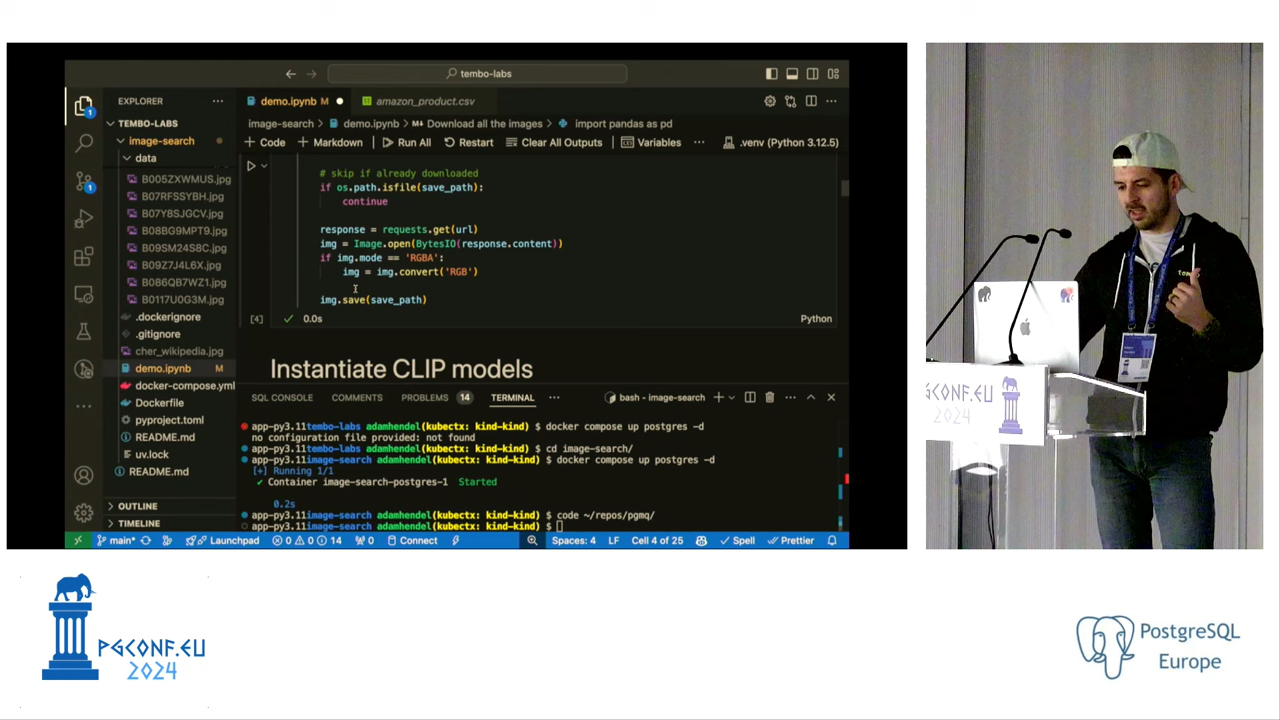 tembo-labs
EXPLORER
demo.ipynb M
amazon_product.csv
TEMBO-LABS
image-search > demo.ipynb > M↓ Download all the images > import pandas as pd
image-search
+ Code + Markdown Run All Restart Clear All Outputs Variables .venv (Python 3.12.5)
data
B005ZXWMUS.jpg
B07RFSSYBH.jpg
B07Y8SJGCV.jpg
B08BG9MPT9.jpg
B09SM24S8C.jpg
B09Z7J4L6X.jpg
B086QB7WZ1.jpg
B0117U0G3M.jpg
.dockerignore
.gitignore
cher_wikipedia.jpg
demo.ipynb M
docker-compose.yml
Dockerfile
pyproject.toml
README.md
uv.lock
README.md
OUTLINE
TIMELINE
# skip if already downloaded
if os.path.isfile(save_path):
continue
response = requests.get(url)
img = Image.open(BytesIO(response.content))
if img.mode == 'RGBA':
img = img.convert('RGB')
img.save(save_path)
[4] 0.0s Python
Instantiate CLIP models
SQL CONSOLE COMMENTS PROBLEMS 14 TERMINAL bash - image-search
app-py3.11tembo-labs adamhendel(kubectx: kind-kind) $ docker compose up postgres -d
no configuration file provided: not found
app-py3.11tembo-labs adamhendel(kubectx: kind-kind) $ cd image-search/
app-py3.11image-search adamhendel(kubectx: kind-kind) $ docker compose up postgres -d
[+] Running 1/1
✔ Container image-search-postgres-1 Started
0.2s
app-py3.11image-search adamhendel(kubectx: kind-kind) $ code ~/repos/pgmq/
app-py3.11image-search adamhendel(kubectx: kind-kind) $
main* Launchpad 0 0 14 0 Connect Spaces: 4 LF Cell 4 of 25 Spell Prettier
GCONF.EU
2024
PGCONF.EU
2024
PostgreSQL
Europe